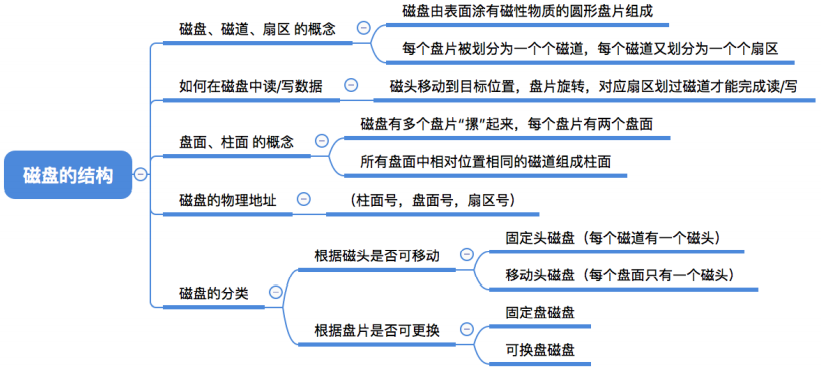 磁盘的结构
磁盘、磁道、扇区 的概念
磁盘由表面涂有磁性物质的圆形盘片组成
每个盘片被划分为一个个磁道，每个磁道又划分为一个个扇区
如何在磁盘中读/写数据
磁头移动到目标位置，盘片旋转，对应扇区划过磁道才能完成读/写
盘面、柱面 的概念
磁盘有多个盘片“摞”起来，每个盘片有两个盘面
所有盘面中相对位置相同的磁道组成柱面
磁盘的物理地址
（柱面号，盘面号，扇区号）
磁盘的分类
根据磁头是否可移动
固定头磁盘（每个磁道有一个磁头）
移动头磁盘（每个盘面只有一个磁头）
根据盘片是否可更换
固定盘磁盘
可换盘磁盘